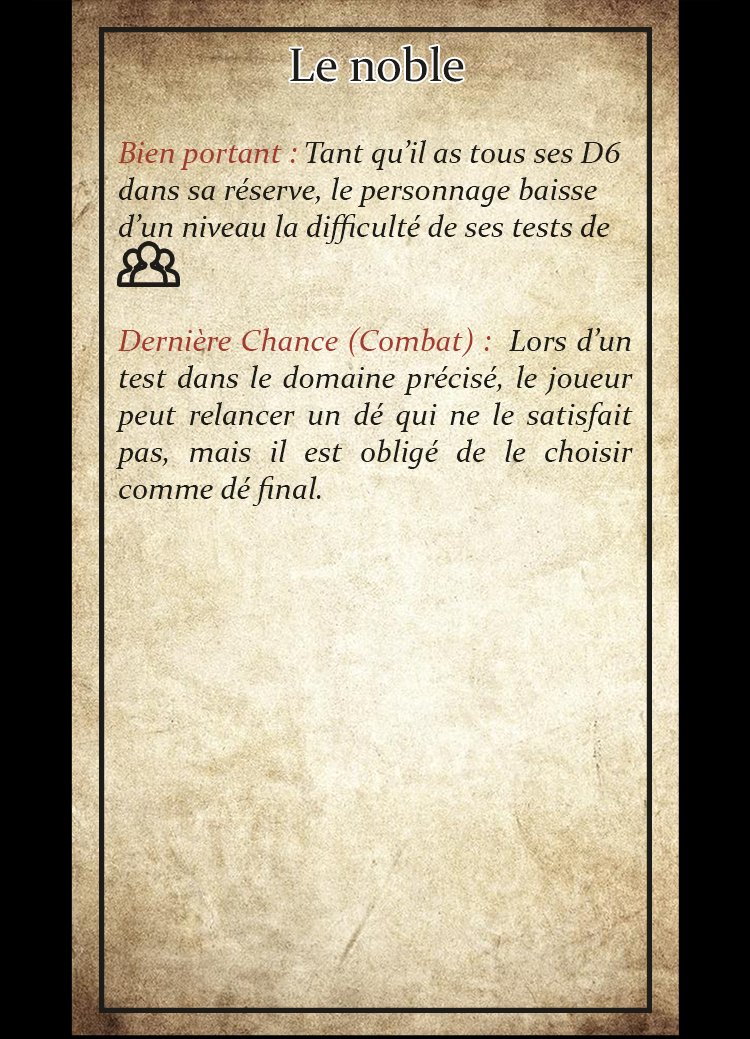 Le noble
Bien portant : Tant qu'il as tous ses D6
dans sa réserve, le personnage baisse
d'un niveau la difficulté de ses tests de
Dernière Chance (Combat) : Lors d'un
test dans le domaine précisé, le joueur
peut relancer un dé qui ne le satisfait
pas, mais il est obligé de le choisir
comme dé final.